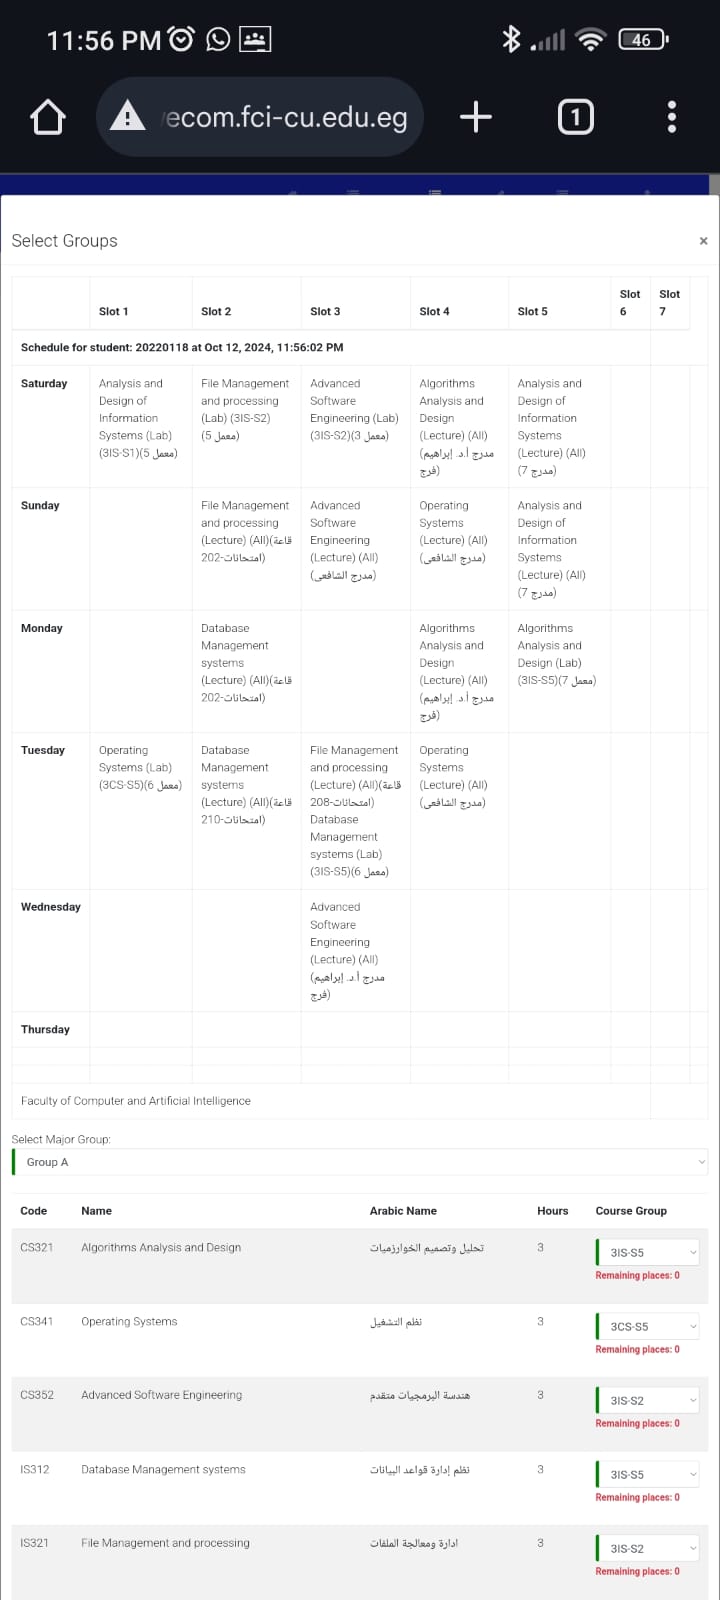 11:56 PM
46
ecom.fci-cu.edu.eg
1
Select Groups
×
Slot 1 Slot 2 Slot 3 Slot 4 Slot 5 Slot 6 Slot 7
Schedule for student: 20220118 at Oct 12, 2024, 11:56:02 PM
Saturday
Analysis and
Design of
Information
Systems (Lab)
(3IS-S1)(معمل 5)
File Management
and processing
(Lab) (3IS-S2)
(معمل 5)
Advanced
Software
Engineering (Lab)
(3IS-S2)(معمل 3)
Algorithms
Analysis and
Design
(Lecture) (All)
(مدرج أ.د. إبراهيم
فرج)
Analysis and
Design of
Information
Systems
(Lecture) (All)
(مدرج 7)
Sunday
File Management
and processing
(Lecture) (All)(قاعة
امتحانات-202)
Advanced
Software
Engineering
(Lecture) (All)
(مدرج الشافعى)
Operating
Systems
(Lecture) (All)
(مدرج الشافعى)
Analysis and
Design of
Information
Systems
(Lecture) (All)
(مدرج 7)
Monday
Database
Management
systems
(Lecture) (All)(قاعة
امتحانات-202)
Algorithms
Analysis and
Design
(Lecture) (All)
(مدرج أ.د. إبراهيم
فرج)
Algorithms
Analysis and
Design (Lab)
(3IS-S5)(معمل 7)
Tuesday
Operating
Systems (Lab)
(3CS-S5)(معمل 6)
Database
Management
systems
(Lecture) (All)(قاعة
امتحانات-210)
File Management
and processing
(Lecture) (All)(قاعة
امتحانات-208)
Database
Management
systems (Lab)
(3IS-S5)(معمل 6)
Operating
Systems
(Lecture) (All)
(مدرج الشافعى)
Wednesday
Advanced
Software
Engineering
(Lecture) (All)
(مدرج أ.د. إبراهيم
فرج)
Thursday
Faculty of Computer and Artificial Intelligence
Select Major Group:
Group A
Code Name Arabic Name Hours Course Group
CS321 Algorithms Analysis and Design تحليل وتصميم الخوارزميات 3 3IS-S5
Remaining places: 0
CS341 Operating Systems نظم التشغيل 3 3CS-S5
Remaining places: 0
CS352 Advanced Software Engineering هندسة البرمجيات متقدم 3 3IS-S2
Remaining places: 0
IS312 Database Management systems نظم إدارة قواعد البيانات 3 3IS-S5
Remaining places: 0
IS321 File Management and processing ادارة ومعالجة الملفات 3 3IS-S2
Remaining places: 0